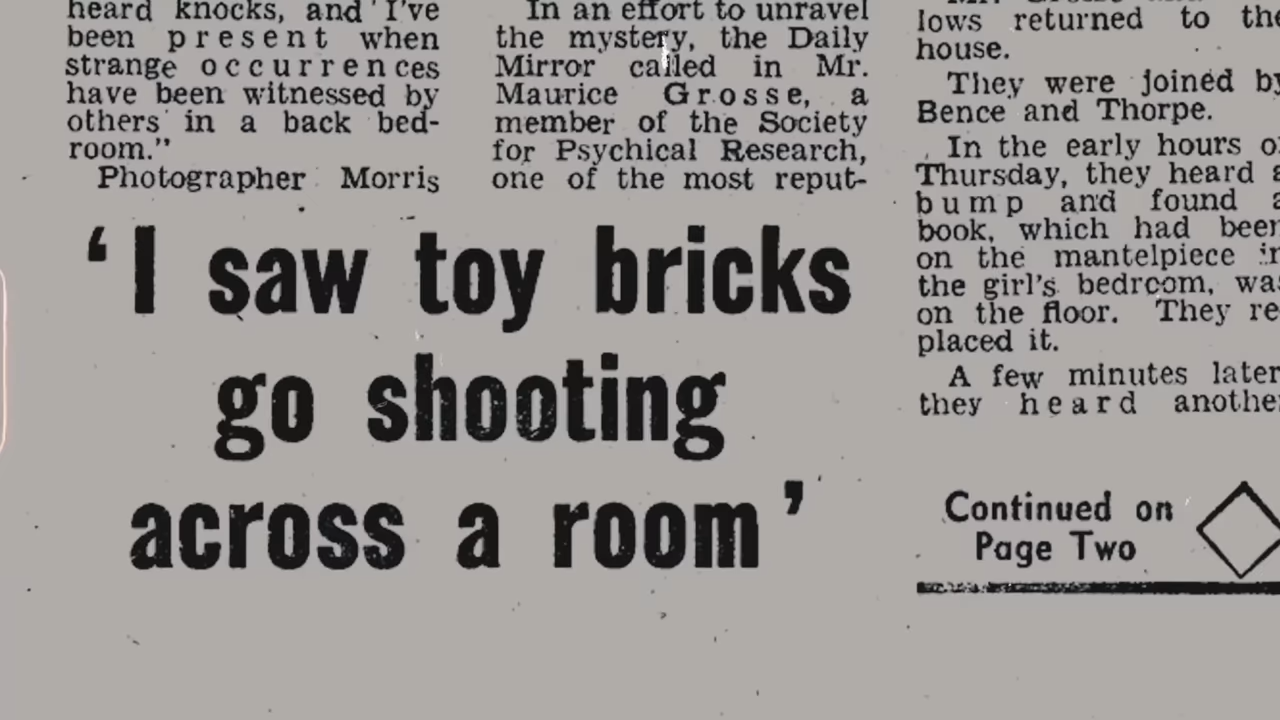 heard knocks, and I've
been present when
strange occurrences
have been witnessed by
others in a back bed-
room."
Photographer Morris
'I saw toy bricks
go shooting
across a room'
In an effort to unravel
the mystery, the Daily
Mirror called in Mr.
Maurice Grosse, a
member of the Society
for Psychical Research,
one of the most reput-
lows returned to the
house.
They were joined by
Bence and Thorpe.
In the early hours of
Thursday, they heard a
bump and found a
book, which had been
on the mantelpiece in
the girl's bedroom, was
on the floor. They re-
placed it.
A few minutes later
they heard another
Continued on
Page Two